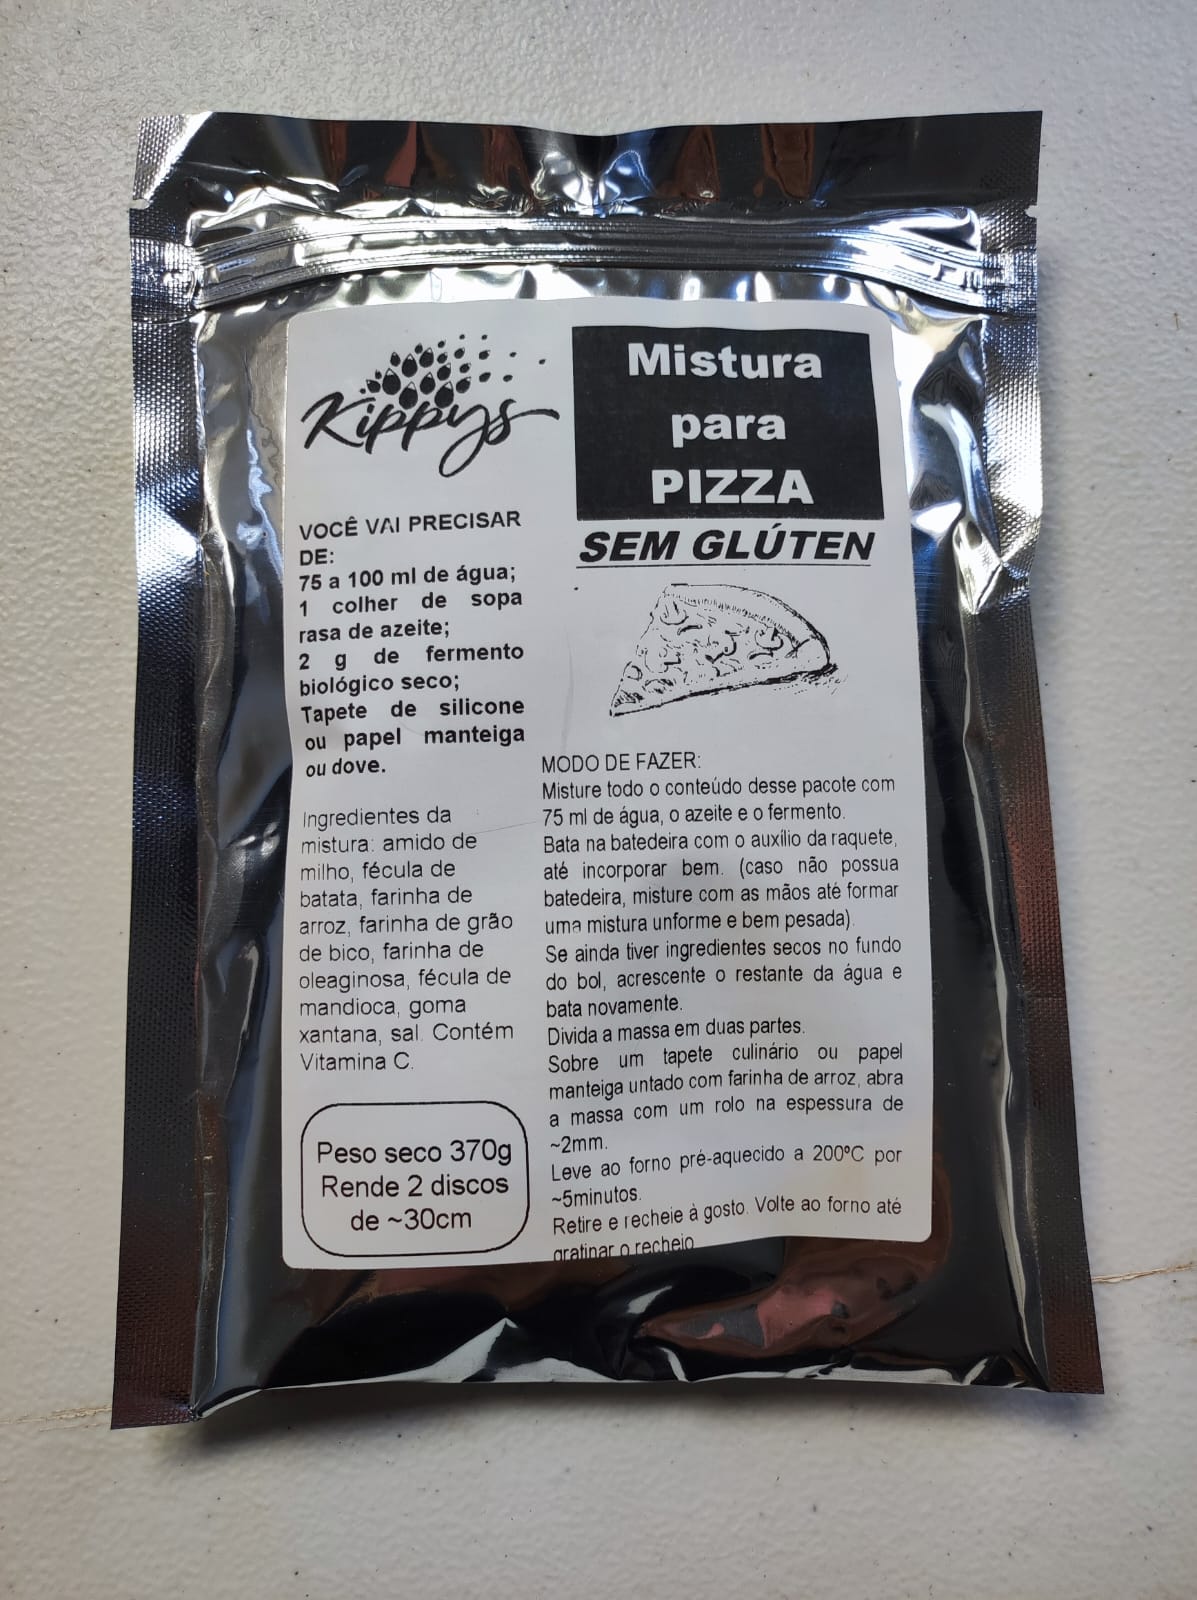 Kippys
Mistura
para
PIZZA
SEM GLÚTEN
VOCÊ VAI PRECISAR
DE:
75 a 100 ml de água;
1 colher de sopa
rasa de azeite;
2 g de fermento
biológico seco;
Tapete de silicone
ou papel manteiga
ou dove.
Ingredientes da
mistura: amido de
milho, fécula de
batata, farinha de
arroz, farinha de grão
de bico, farinha de
oleaginosa, fécula de
mandioca, goma
xantana, sal. Contém
Vitamina C.
Peso seco 370g
Rende 2 discos
de ~30cm
MODO DE FAZER:
Misture todo o conteúdo desse pacote com
75 ml de água, o azeite e o fermento.
Bata na batedeira com o auxílio da raquete,
até incorporar bem. (caso não possua
batedeira, misture com as mãos até formar
uma mistura unforme e bem pesada).
Se ainda tiver ingredientes secos no fundo
do bol, acrescente o restante da água e
bata novamente.
Divida a massa em duas partes.
Sobre um tapete culinário ou papel
manteiga untado com farinha de arroz, abra
a massa com um rolo na espessura de
~2mm.
Leve ao forno pré-aquecido a 200ºC por
~5minutos.
Retire e recheie à gosto. Volte ao forno até
gratinar o recheio